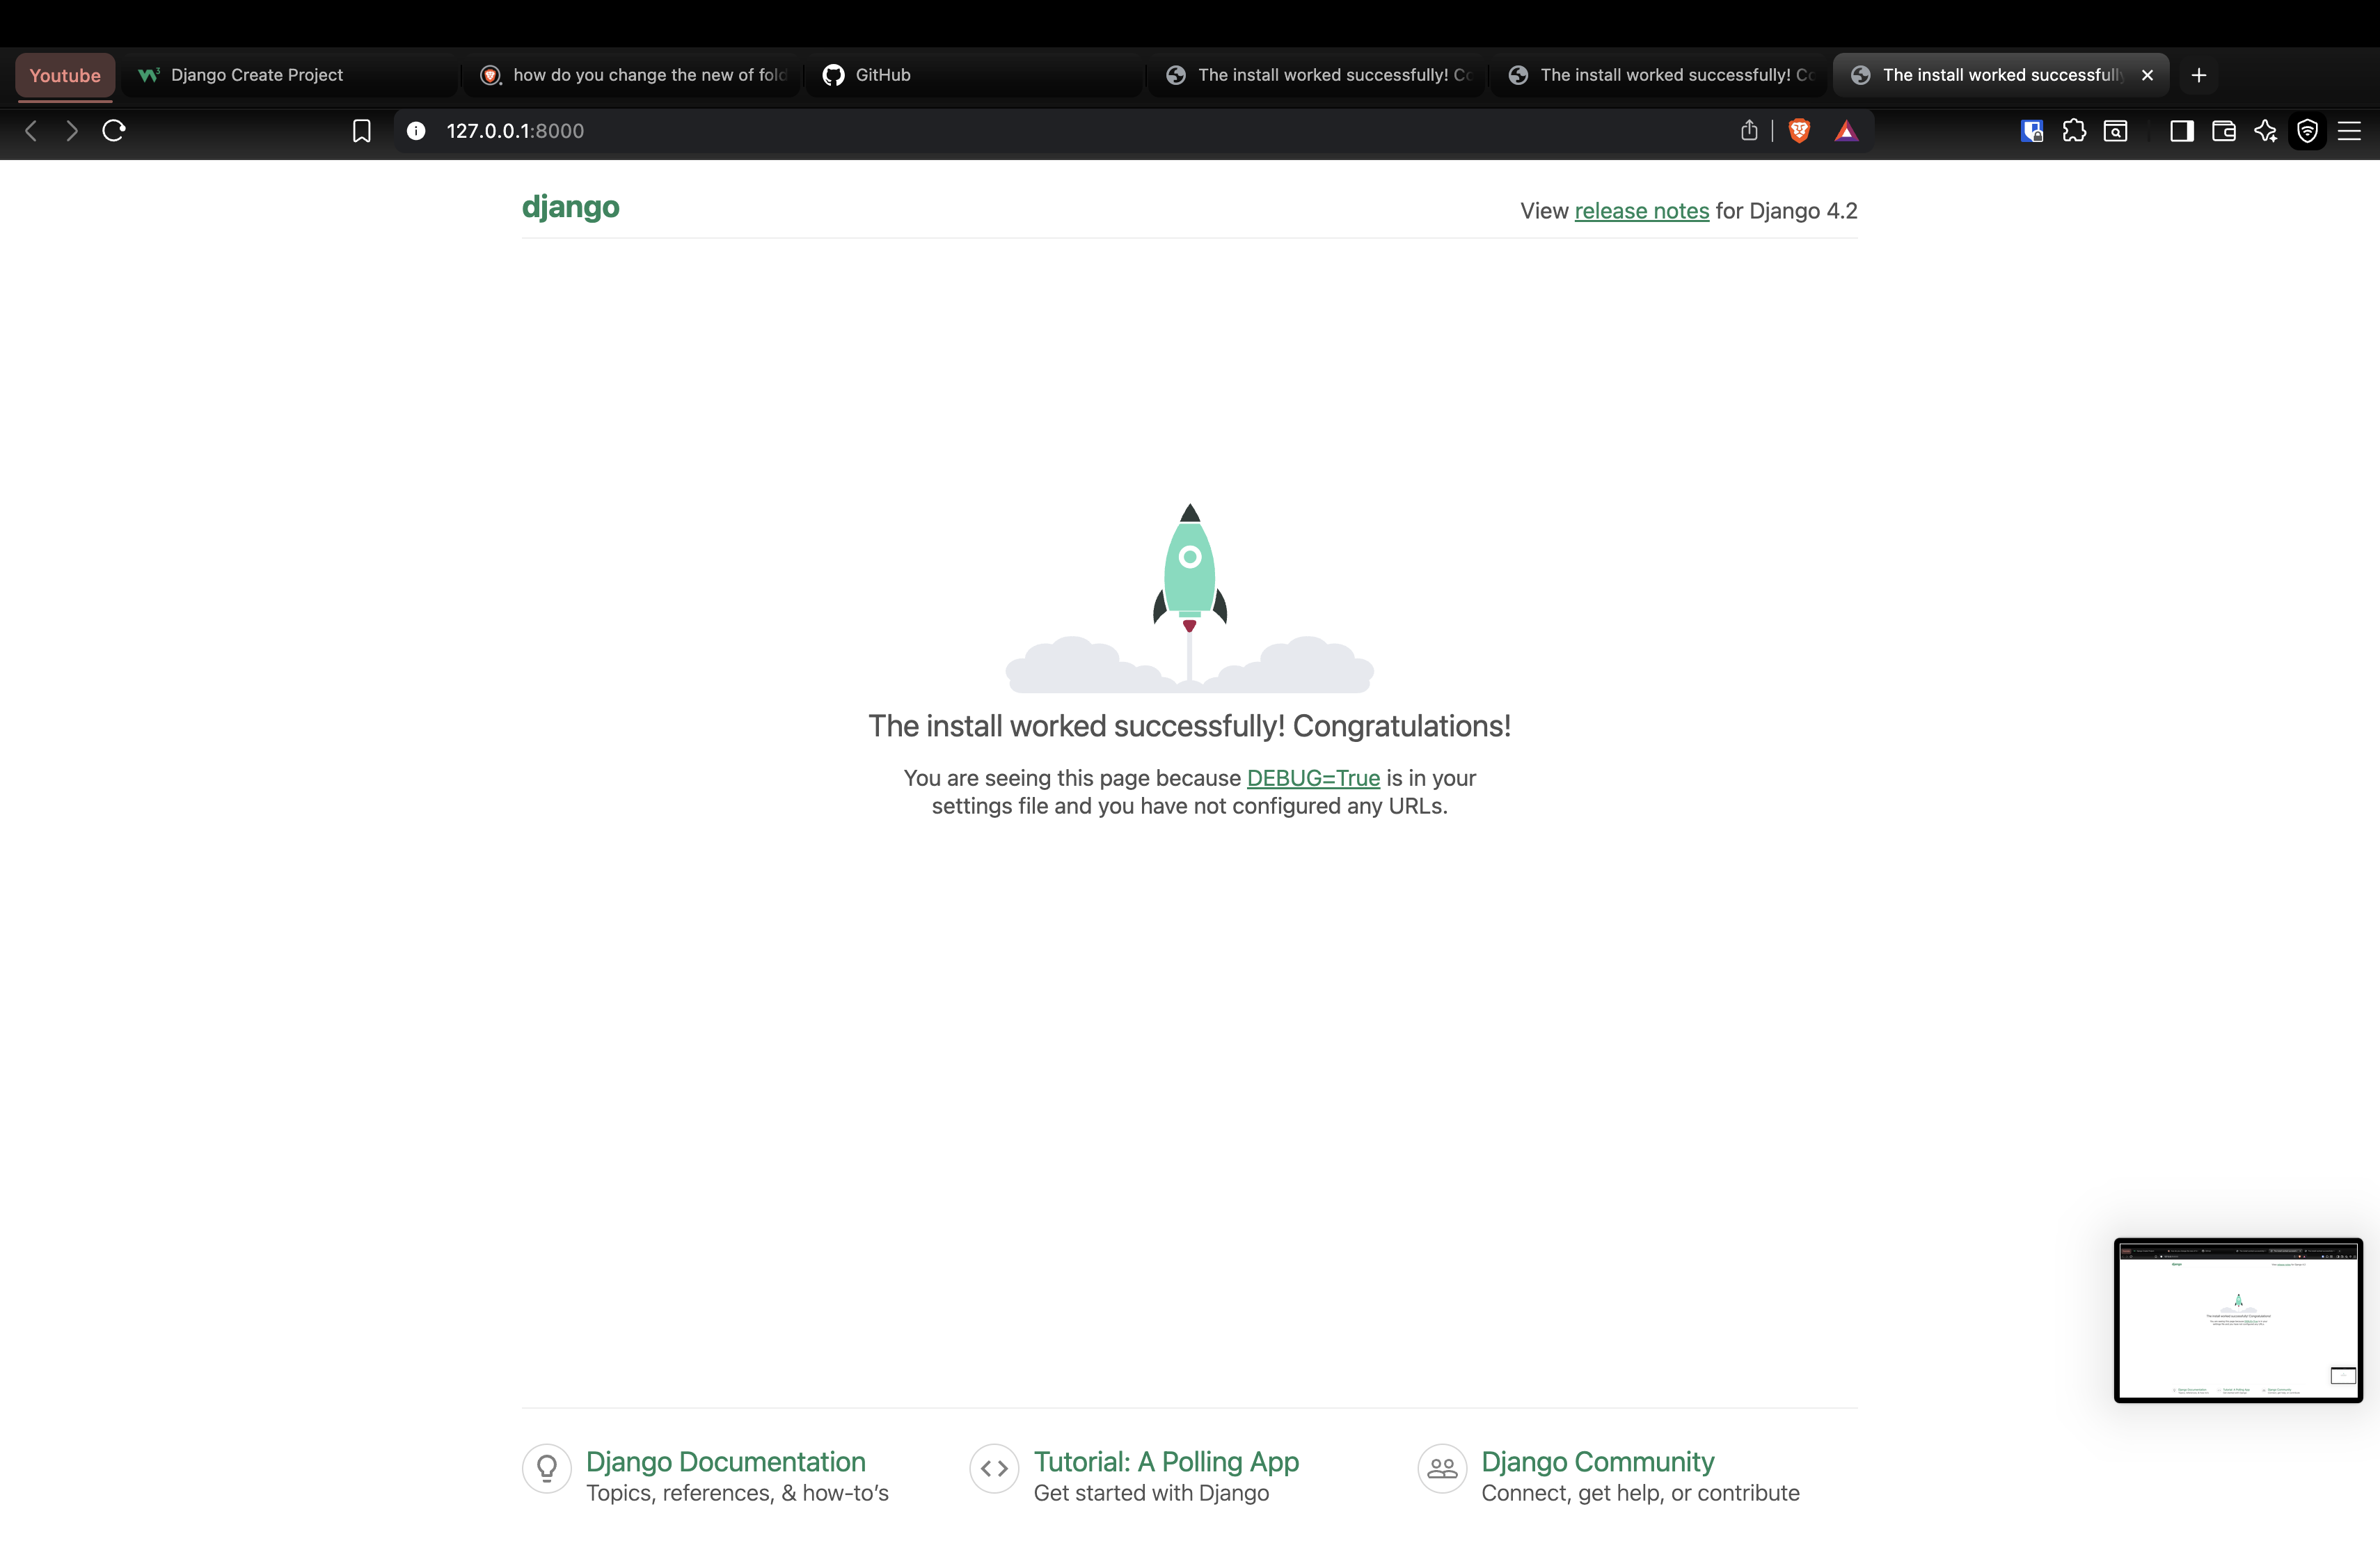 Youtube
Django Create Project
how do you change the new of fold
GitHub
The install worked successfully! Co
The install worked successfully! Co
The install worked successfully
127.0.0.1:8000
django
View release notes for Django 4.2
The install worked successfully! Congratulations!
You are seeing this page because DEBUG=True is in your
settings file and you have not configured any URLs.
Django Documentation
Topics, references, & how-to’s
Tutorial: A Polling App
Get started with Django
Django Community
Connect, get help, or contribute